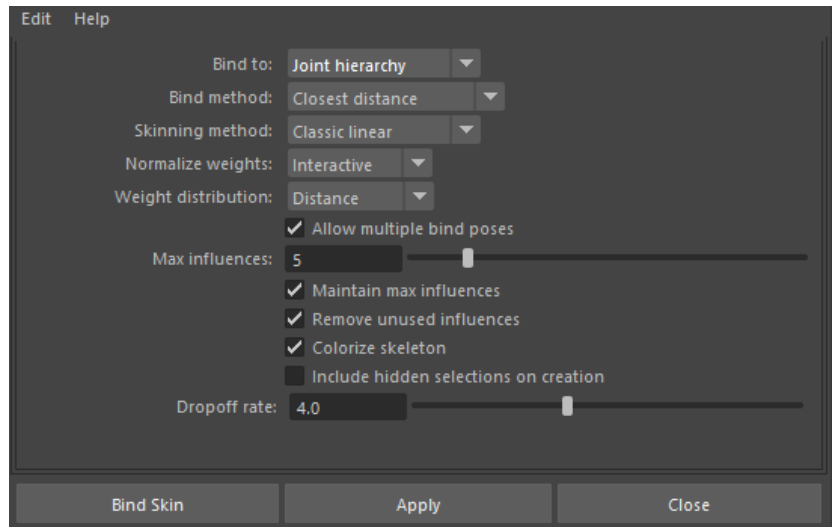 Edit Help
Bind to: Joint hierarchy
Bind method: Closest distance
Skinning method: Classic linear
Normalize weights: Interactive
Weight distribution: Distance
Allow multiple bind poses
Max influences: 5
Maintain max influences
Remove unused influences
Colorize skeleton
Include hidden selections on creation
Dropoff rate: 4.0
Bind Skin Apply Close